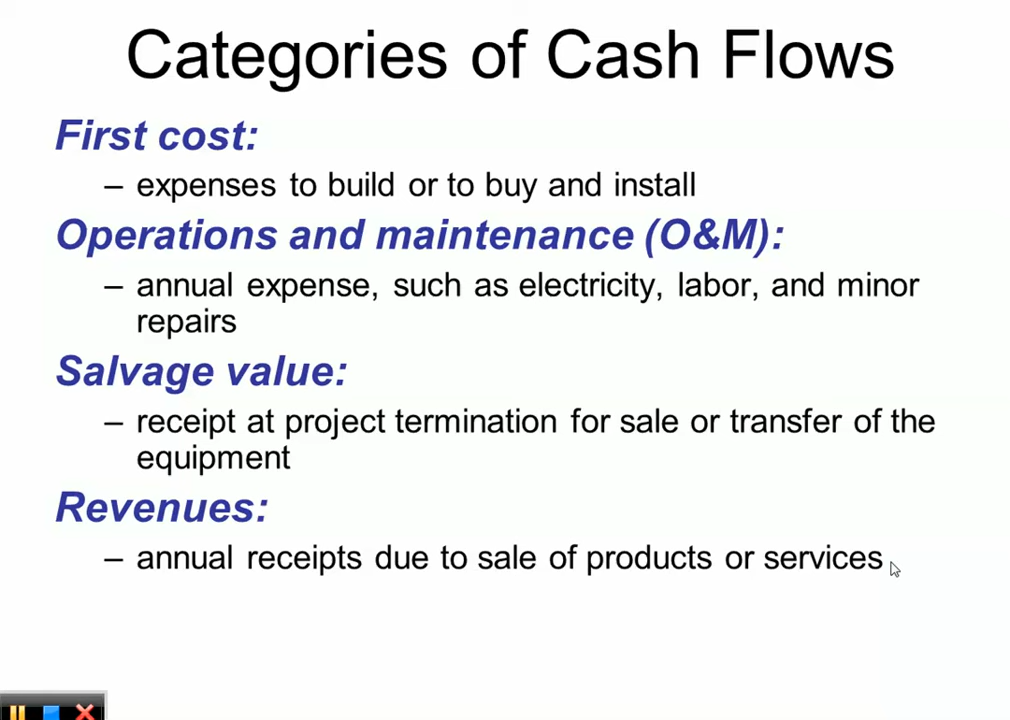 Categories of Cash Flows
First cost:
– expenses to build or to buy and install
Operations and maintenance (O&M):
– annual expense, such as electricity, labor, and minor
repairs
Salvage value:
– receipt at project termination for sale or transfer of the
equipment
Revenues:
– annual receipts due to sale of products or services